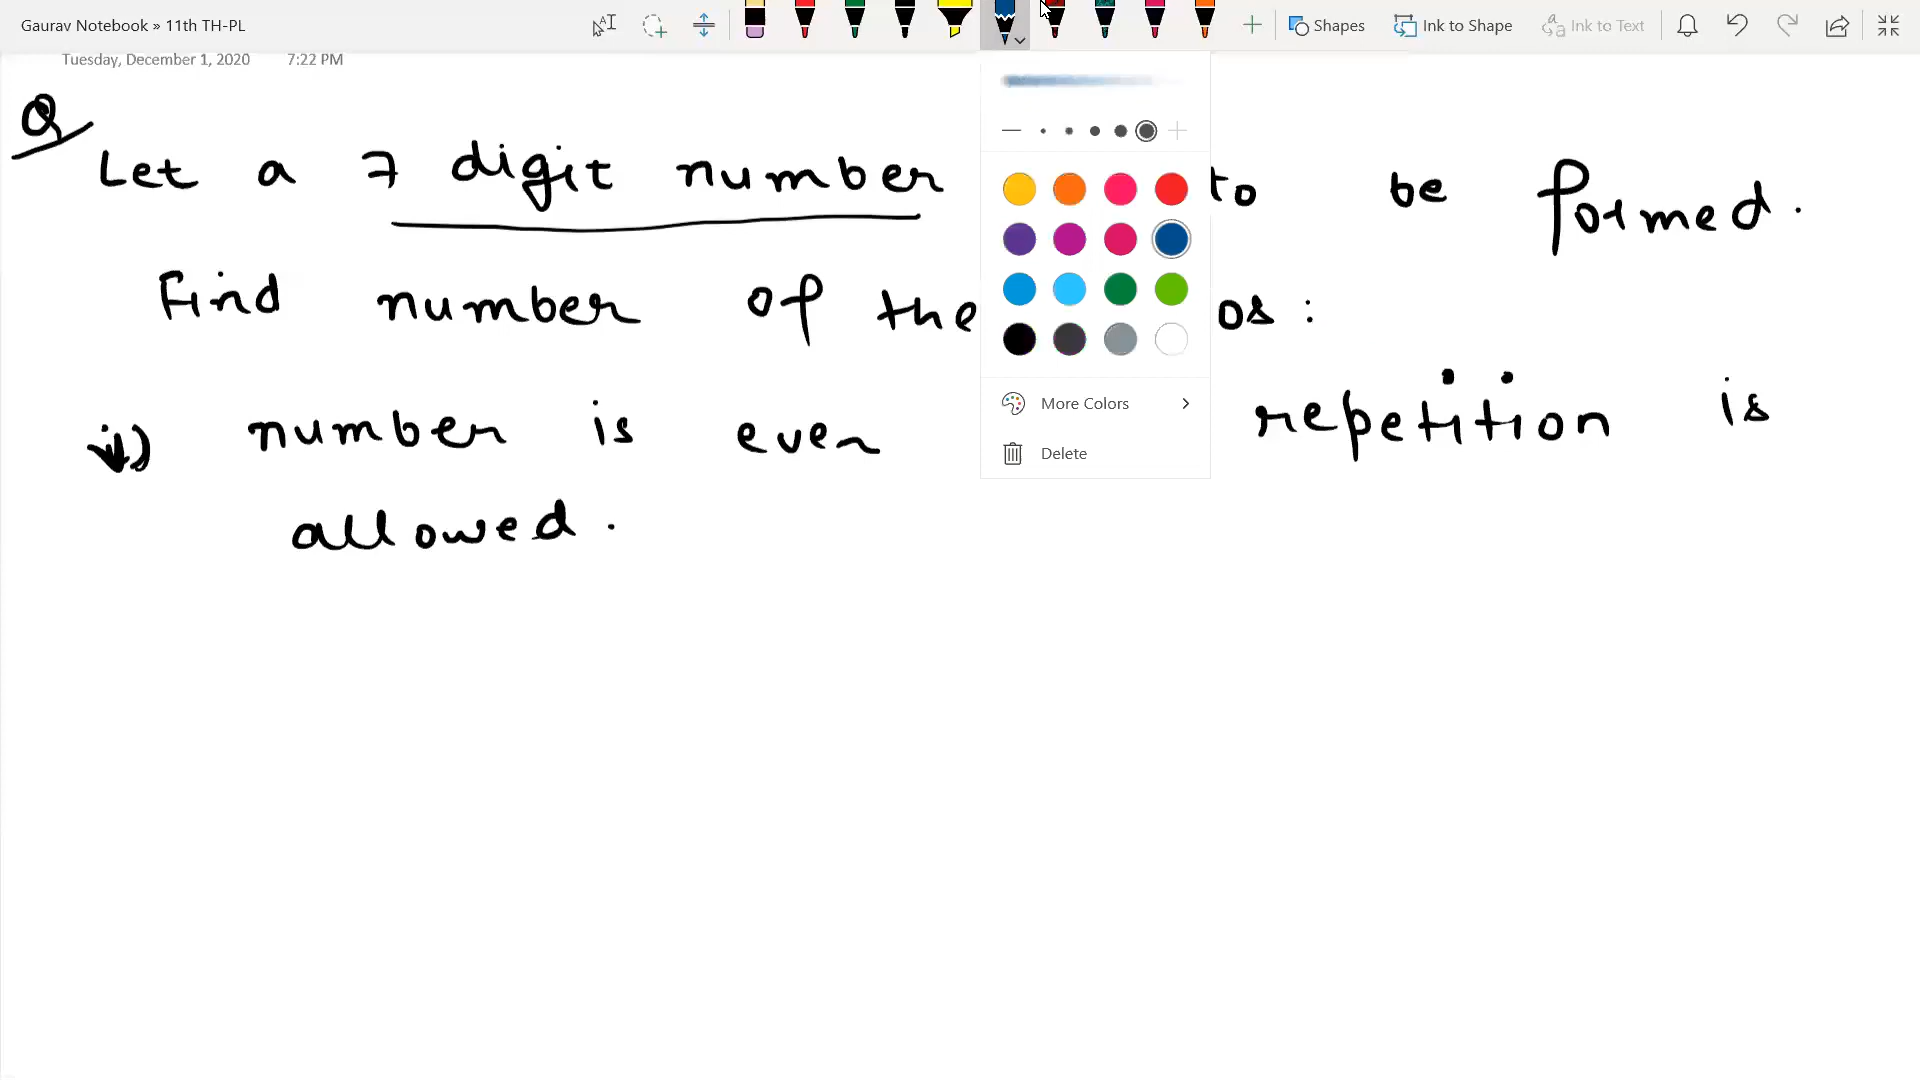 Gaurav Notebook » 11th TH-PL
Shapes
Ink to Shape
Ink to Text
Tuesday, December 1, 2020 7:22 PM
Q
Let a 7 digit number to be formed.
Find number of the os:
number is even repetition is
allowed.
More Colors
Delete